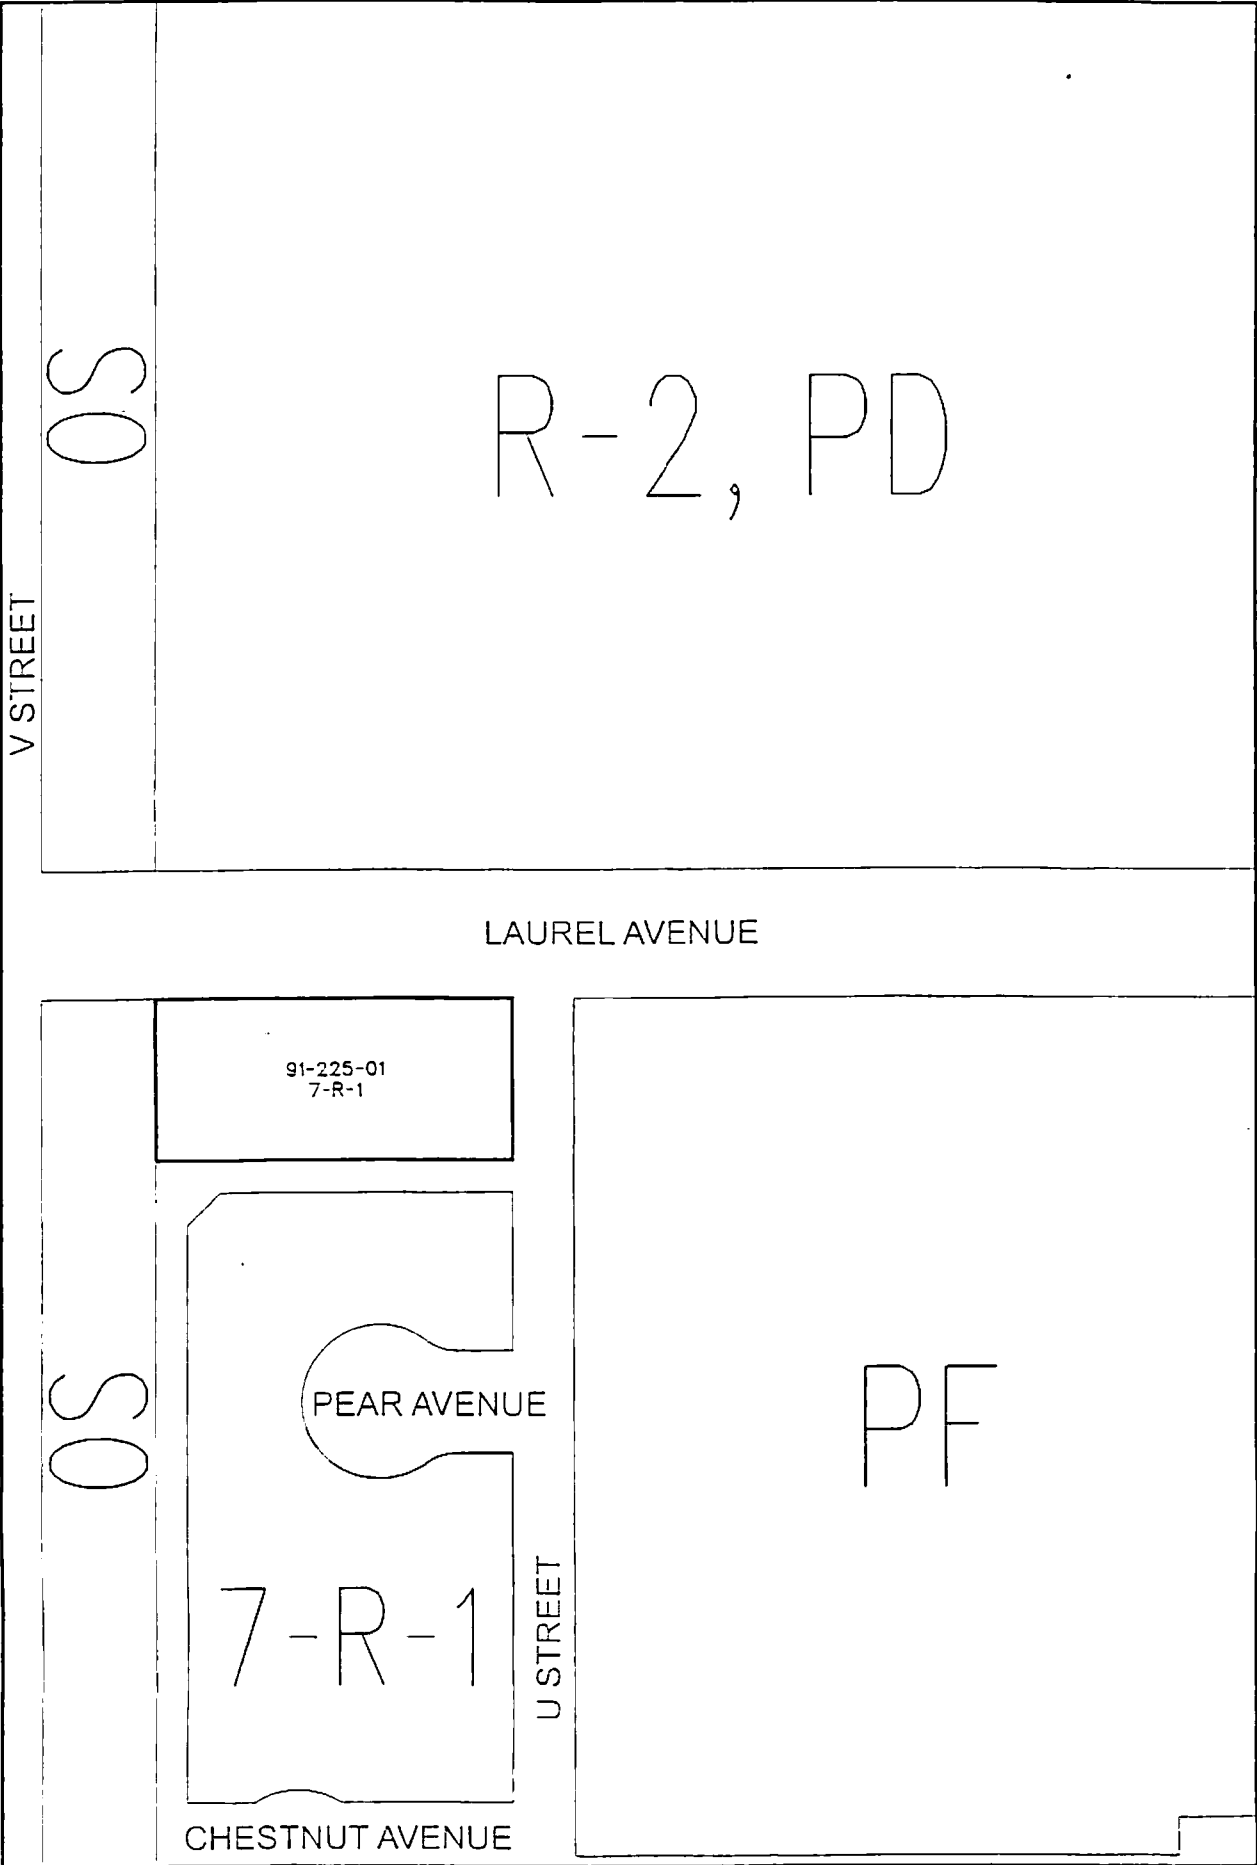 OS
R-2, PD
V STREET
LAUREL AVENUE
91-225-01
7-R-1
OS
PEAR AVENUE
PF
7-R-1
U STREET
CHESTNUT AVENUE